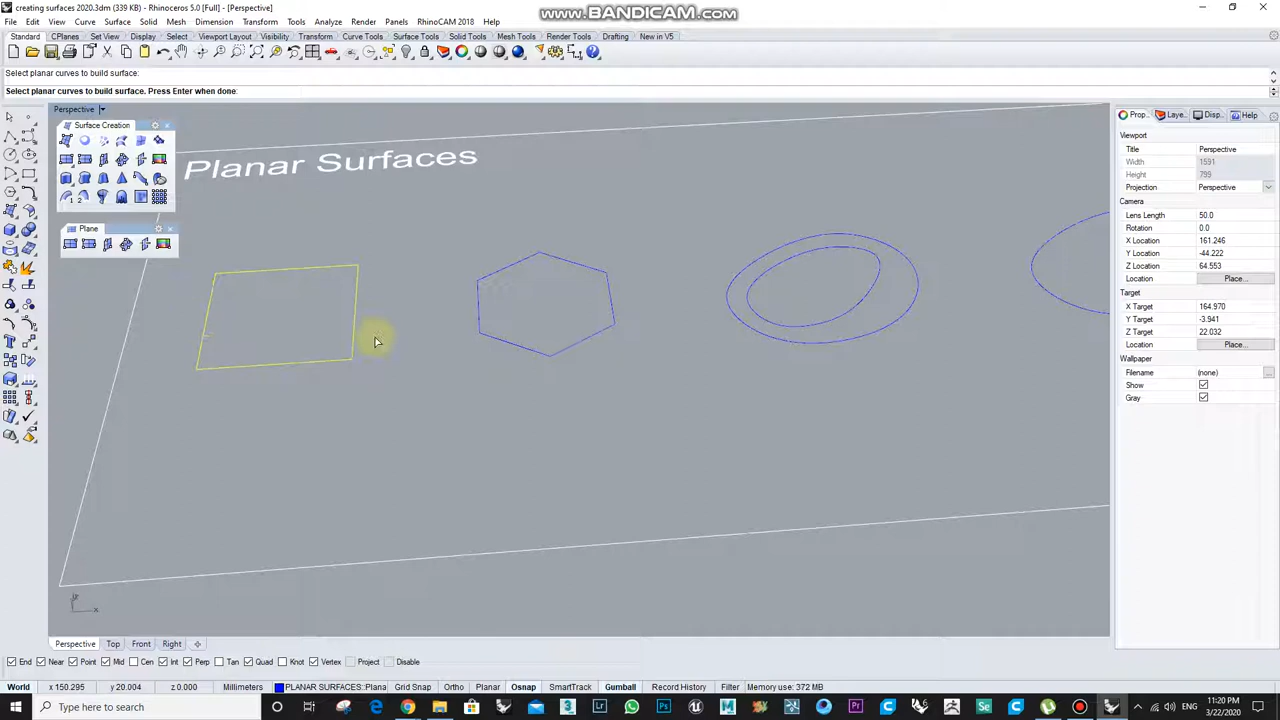 creating surfaces 2020.3dm (339 KB) - Rhinoceros 5.0 [Full] - [Perspective]
www.BANDICAM.com
File Edit View Curve Surface Solid Mesh Dimension Transform Tools Analyze Render Panels RhinoCAM 2018 Help
Standard CPlanes Set View Display Select Viewport Layout Visibility Transform Curve Tools Surface Tools Solid Tools Mesh Tools Render Tools Drafting New in V5
Select planar curves to build surface:
Select planar curves to build surface. Press Enter when done:
Perspective
Surface Creation
Plane
Planar Surfaces
Prop... Laye... Disp... Help
Viewport
Title Perspective
Width 1591
Height 799
Projection Perspective
Camera
Lens Length 50.0
Rotation 0.0
X Location 161.246
Y Location -44.222
Z Location 64.553
Location Place...
Target
X Target 164.970
Y Target -3.941
Z Target 22.032
Location Place...
Wallpaper
Filename (none) ...
Show
Gray
x
Perspective Top Front Right
End Near Point Mid Cen Int Perp Tan Quad Knot Vertex Project Disable
World x 150.295 y 20.004 z 0.000 Millimeters PLANAR SURFACES::Plana Grid Snap Ortho Planar Osnap SmartTrack Gumball Record History Filter Memory use: 372 MB
Type here to search
ENG
11:20 PM
3/22/2020